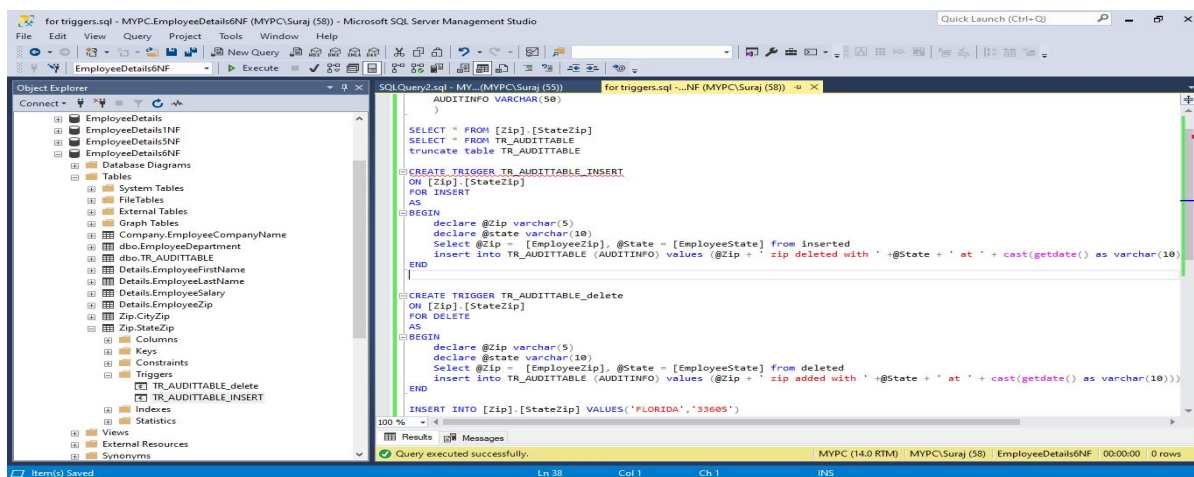 for triggers.sql - MYPC.EmployeeDetails6NF (MYPC\Suraj (58)) - Microsoft SQL Server Management Studio
Quick Launch (Ctrl+Q)
File Edit View Query Project Tools Window Help
New Query
EmployeeDetails6NF
Execute
Object Explorer
Connect
EmployeeDetails
EmployeeDetails1NF
EmployeeDetails5NF
EmployeeDetails6NF
Database Diagrams
Tables
System Tables
FileTables
External Tables
Graph Tables
Company.EmployeeCompanyName
dbo.EmployeeDepartment
dbo.TR_AUDITTABLE
Details.EmployeeFirstName
Details.EmployeeLastName
Details.EmployeeSalary
Details.EmployeeZip
Zip.CityZip
Zip.StateZip
Columns
Keys
Constraints
Triggers
TR_AUDITTABLE_delete
TR_AUDITTABLE_INSERT
Indexes
Statistics
Views
External Resources
Synonyms
SQLQuery2.sql - MY...(MYPC\Suraj (55))
for triggers.sql -...NF (MYPC\Suraj (58))
AUDITINFO VARCHAR(50)
)
SELECT * FROM [Zip].[StateZip]
SELECT * FROM TR_AUDITTABLE
truncate table TR_AUDITTABLE
CREATE TRIGGER TR_AUDITTABLE_INSERT
ON [Zip].[StateZip]
FOR INSERT
AS
BEGIN
declare @Zip varchar(5)
declare @state varchar(10)
Select @Zip = [EmployeeZip], @State = [EmployeeState] from inserted
insert into TR_AUDITTABLE (AUDITINFO) values (@Zip + ' zip deleted with ' +@State + ' at ' + cast(getdate() as varchar(10)
END
CREATE TRIGGER TR_AUDITTABLE_delete
ON [Zip].[StateZip]
FOR DELETE
AS
BEGIN
declare @Zip varchar(5)
declare @state varchar(10)
Select @Zip = [EmployeeZip], @State = [EmployeeState] from deleted
insert into TR_AUDITTABLE (AUDITINFO) values (@Zip + ' zip added with ' +@State + ' at ' + cast(getdate() as varchar(10)))
END
INSERT INTO [Zip].[StateZip] VALUES('FLORIDA','33605')
100 %
Results Messages
Query executed successfully.
MYPC (14.0 RTM) MYPC\Suraj (58) EmployeeDetails6NF 00:00:00 0 rows
Item(s) Saved
Ln 38 Col 1 Ch 1 INS